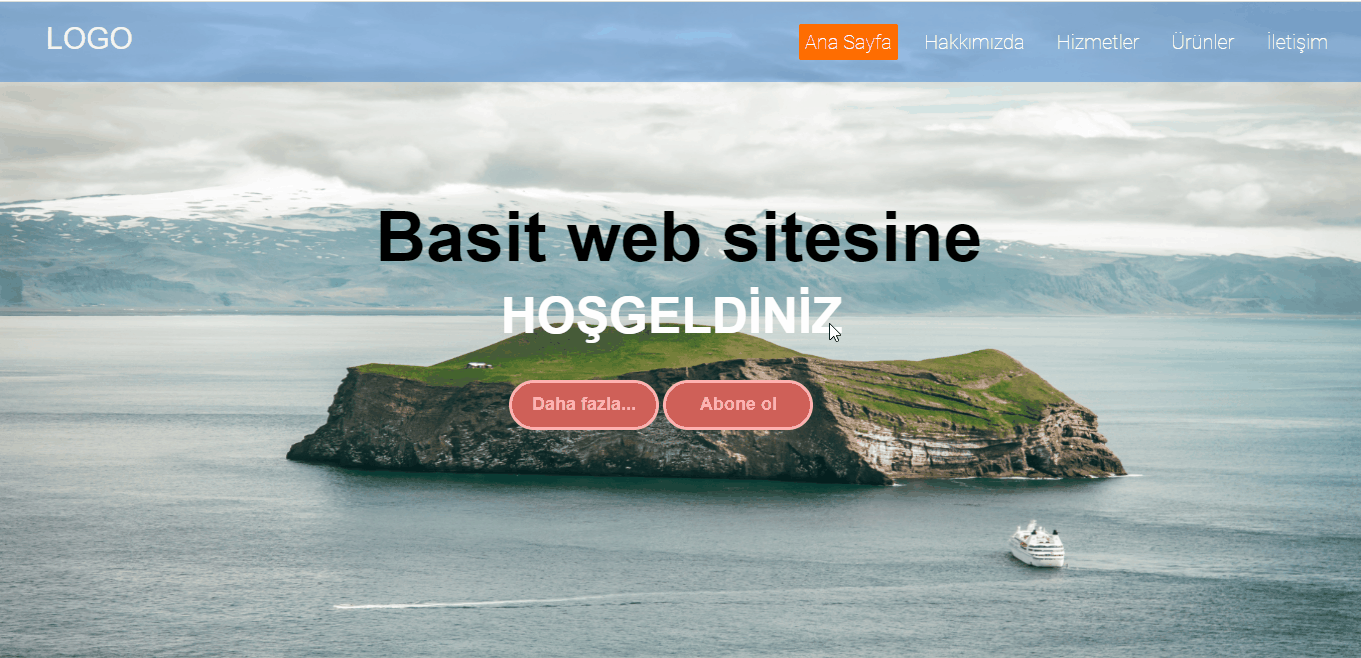 LOGO
Ana Sayfa Hakkımızda Hizmetler Ürünler İletişim
Basit web sitesine
HOŞGELDİNİZ
Daha fazla... Abone ol